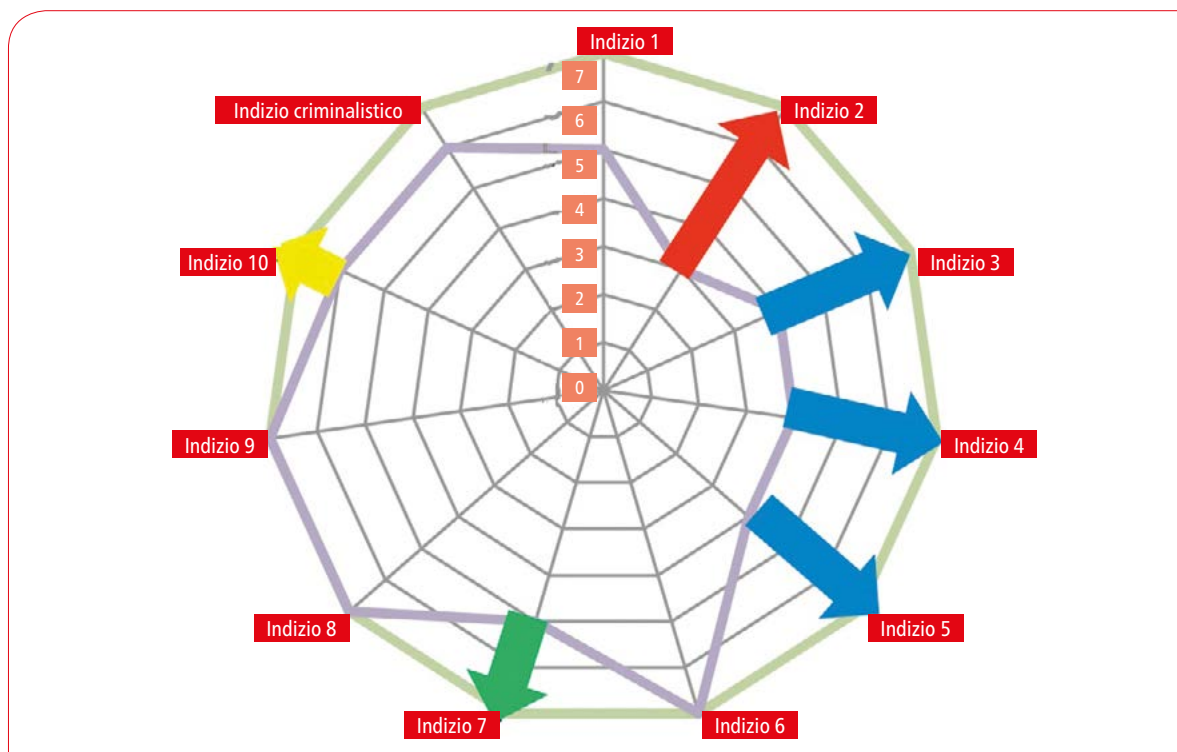 Indizio 1
7
Indizio criminalistico
Indizio 2
6
5
4
3
Indizio 10
Indizio 3
2
1
0
Indizio 9
Indizio 4
Indizio 8
Indizio 5
Indizio 7
Indizio 6